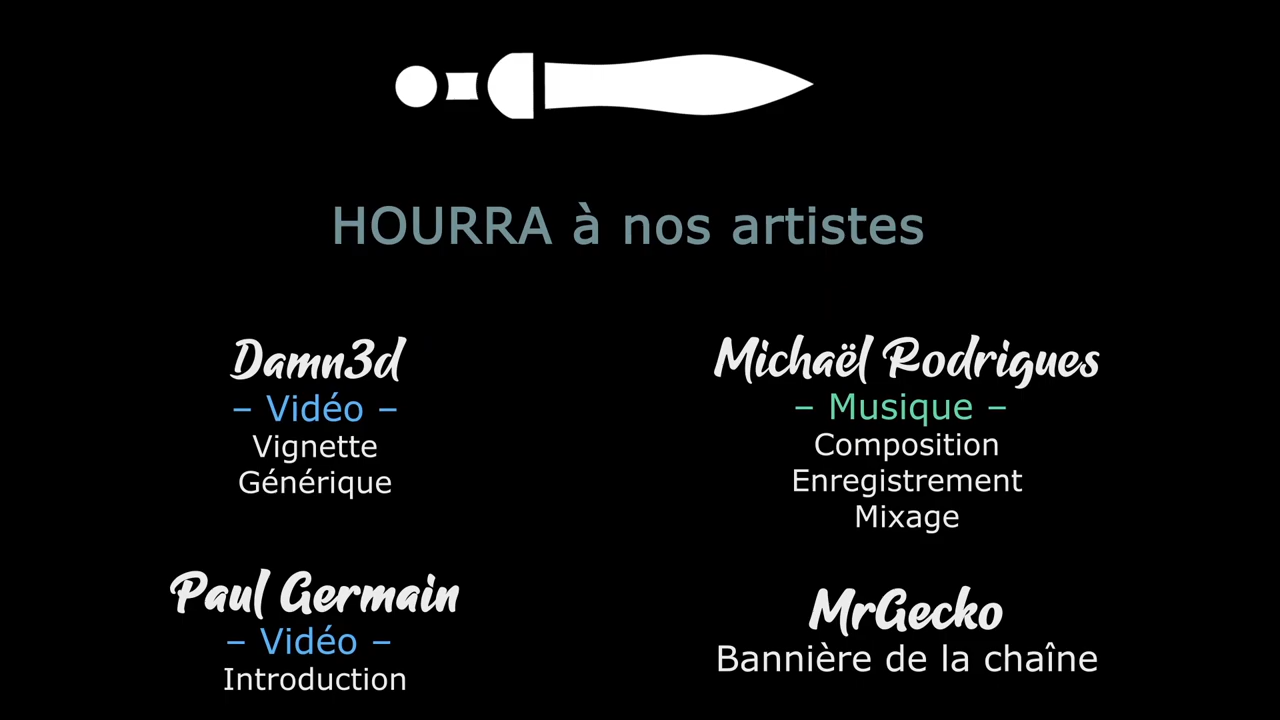 HOURRA à nos artistes
Damn3d
– Vidéo –
Vignette
Générique
Michaël Rodrigues
– Musique –
Composition
Enregistrement
Mixage
Paul Germain
– Vidéo –
Introduction
MrGecko
Bannière de la chaîne